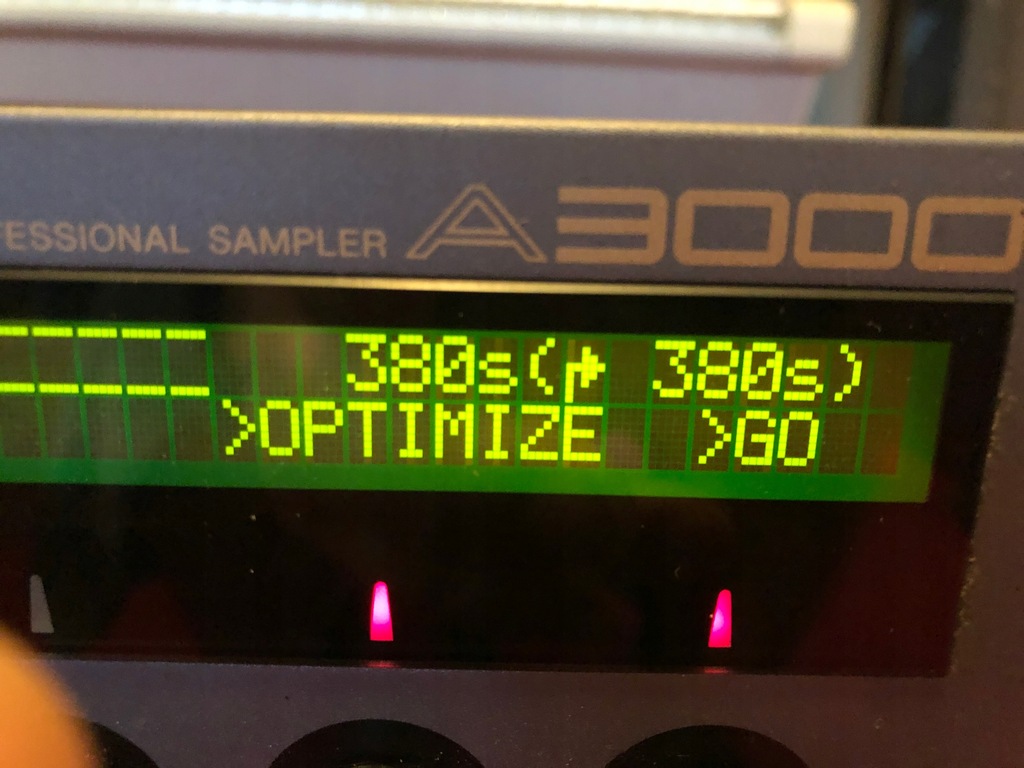 ESSIONAL SAMPLER A3000
380s(♪ 380s)
>OPTIMIZE >GO